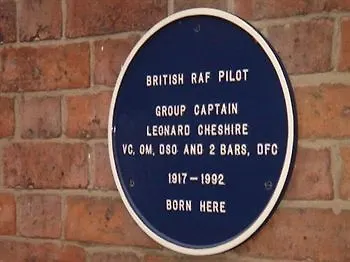 BRITISH RAF PILOT
GROUP CAPTAIN
LEONARD CHESHIRE
VC, OM, DSO AND 2 BARS, DFC
1917-1992
BORN HERE